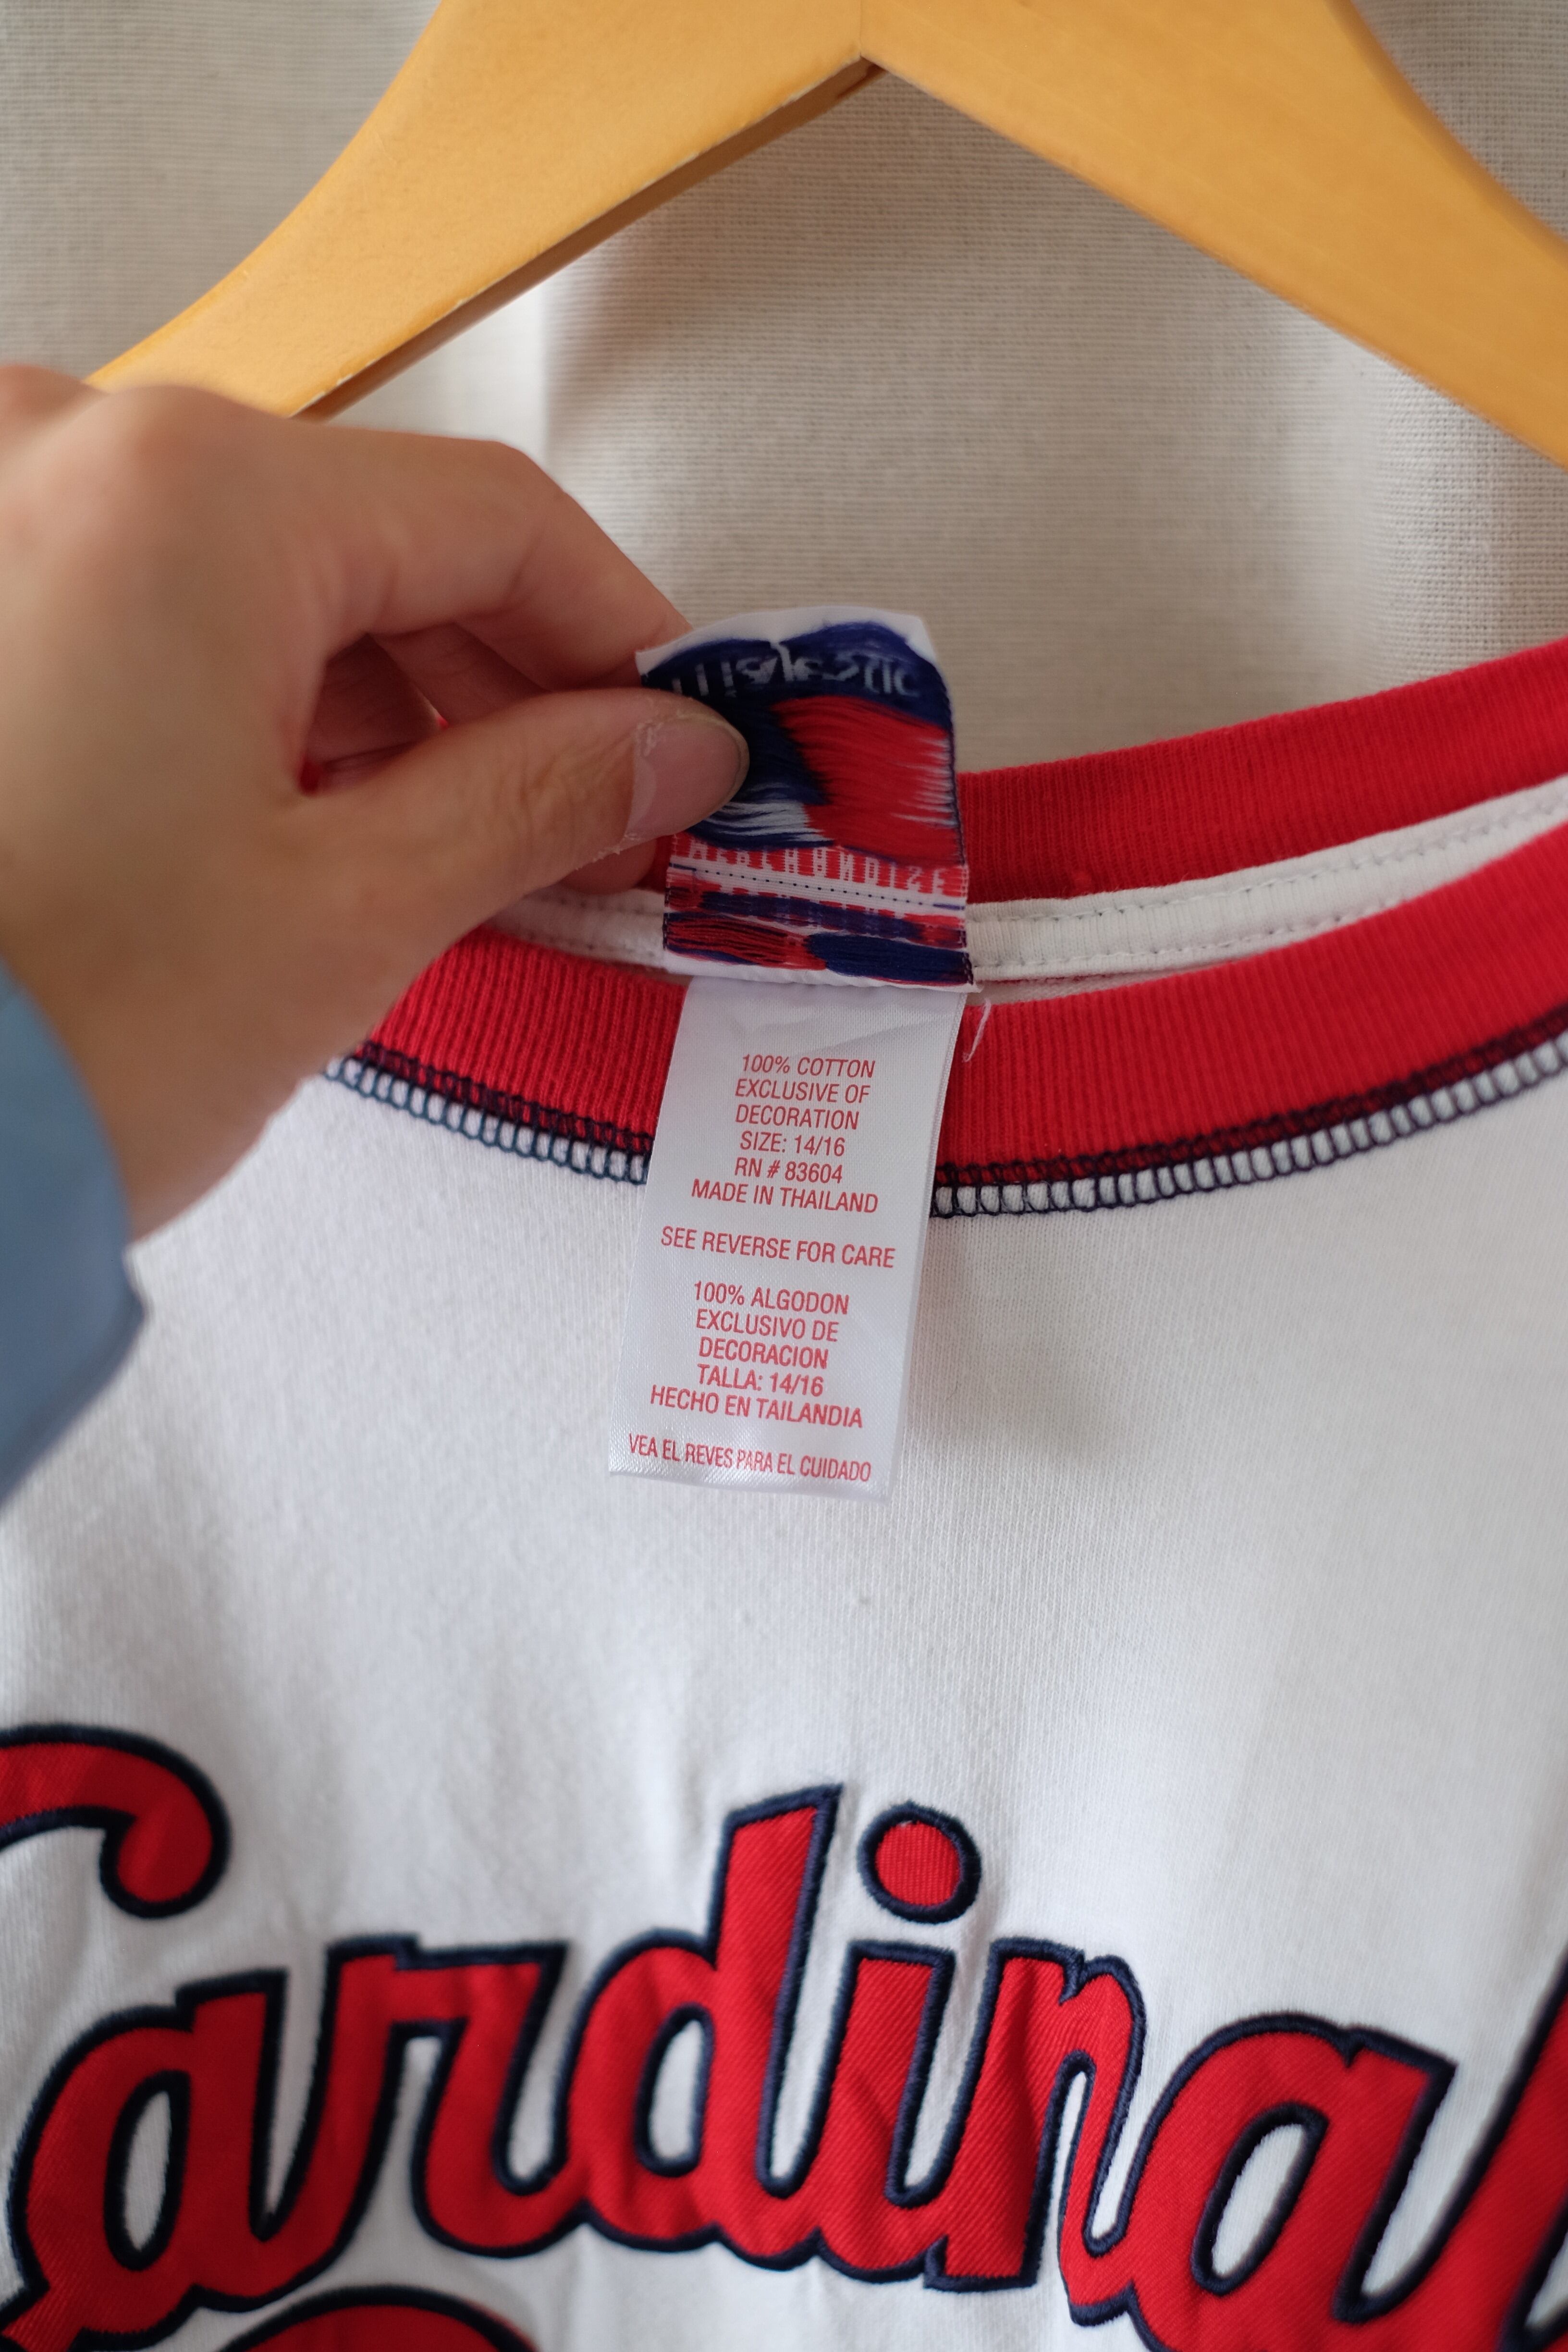 100% COTTON
EXCLUSIVE OF
DECORATION
SIZE: 14/16
RN # 83604
MADE IN THAILAND
SEE REVERSE FOR CARE
100% ALGODON
EXCLUSIVO DE
DECORACION
TALLA: 14/16
HECHO EN TAILANDIA
VEA EL REVES PARA EL CUIDADO
Cardinal